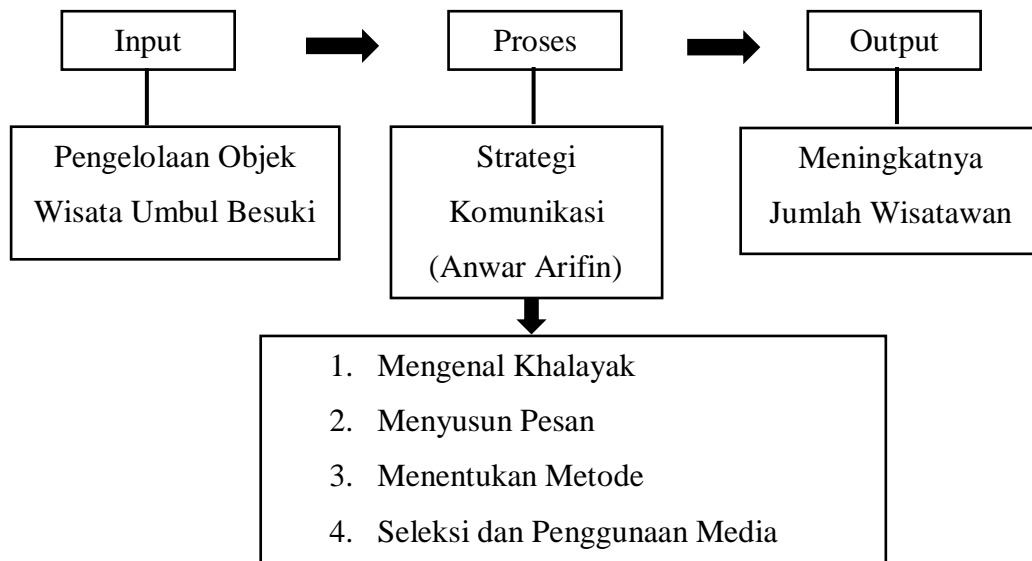 Input
Proses
Output
Pengelolaan Objek
Wisata Umbul Besuki
Strategi
Komunikasi
(Anwar Arifin)
Meningkatnya
Jumlah Wisatawan
1. Mengenal Khalayak
2. Menyusun Pesan
3. Menentukan Metode
4. Seleksi dan Penggunaan Media